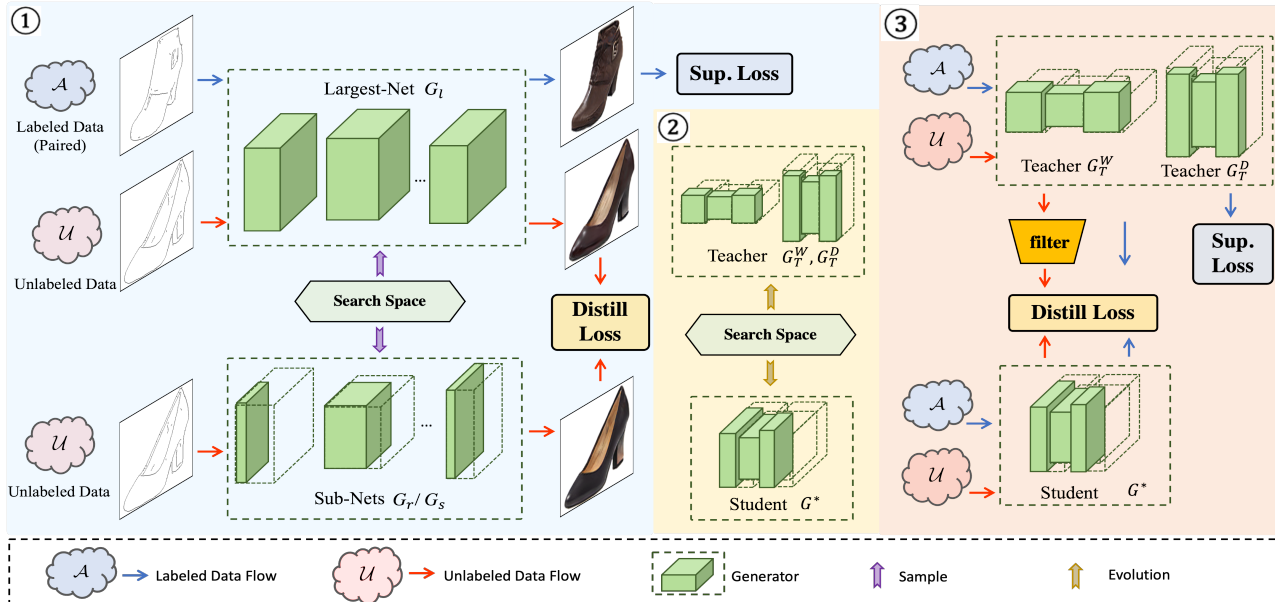 ①
𝒜
Labeled Data
(Paired)
𝒰
Unlabeled Data
𝒰
Unlabeled Data
Largest-Net G_l
...
Search Space
...
Sub-Nets G_r/ G_s
Sup. Loss
Distill
Loss
②
Teacher G_T^W, G_T^D
Search Space
Student G*
③
𝒜
𝒰
Teacher G_T^W
Teacher G_T^D
filter
Sup.
Loss
Distill Loss
𝒜
𝒰
Student G*
𝒜 Labeled Data Flow
𝒰 Unlabeled Data Flow
Generator
Sample
Evolution